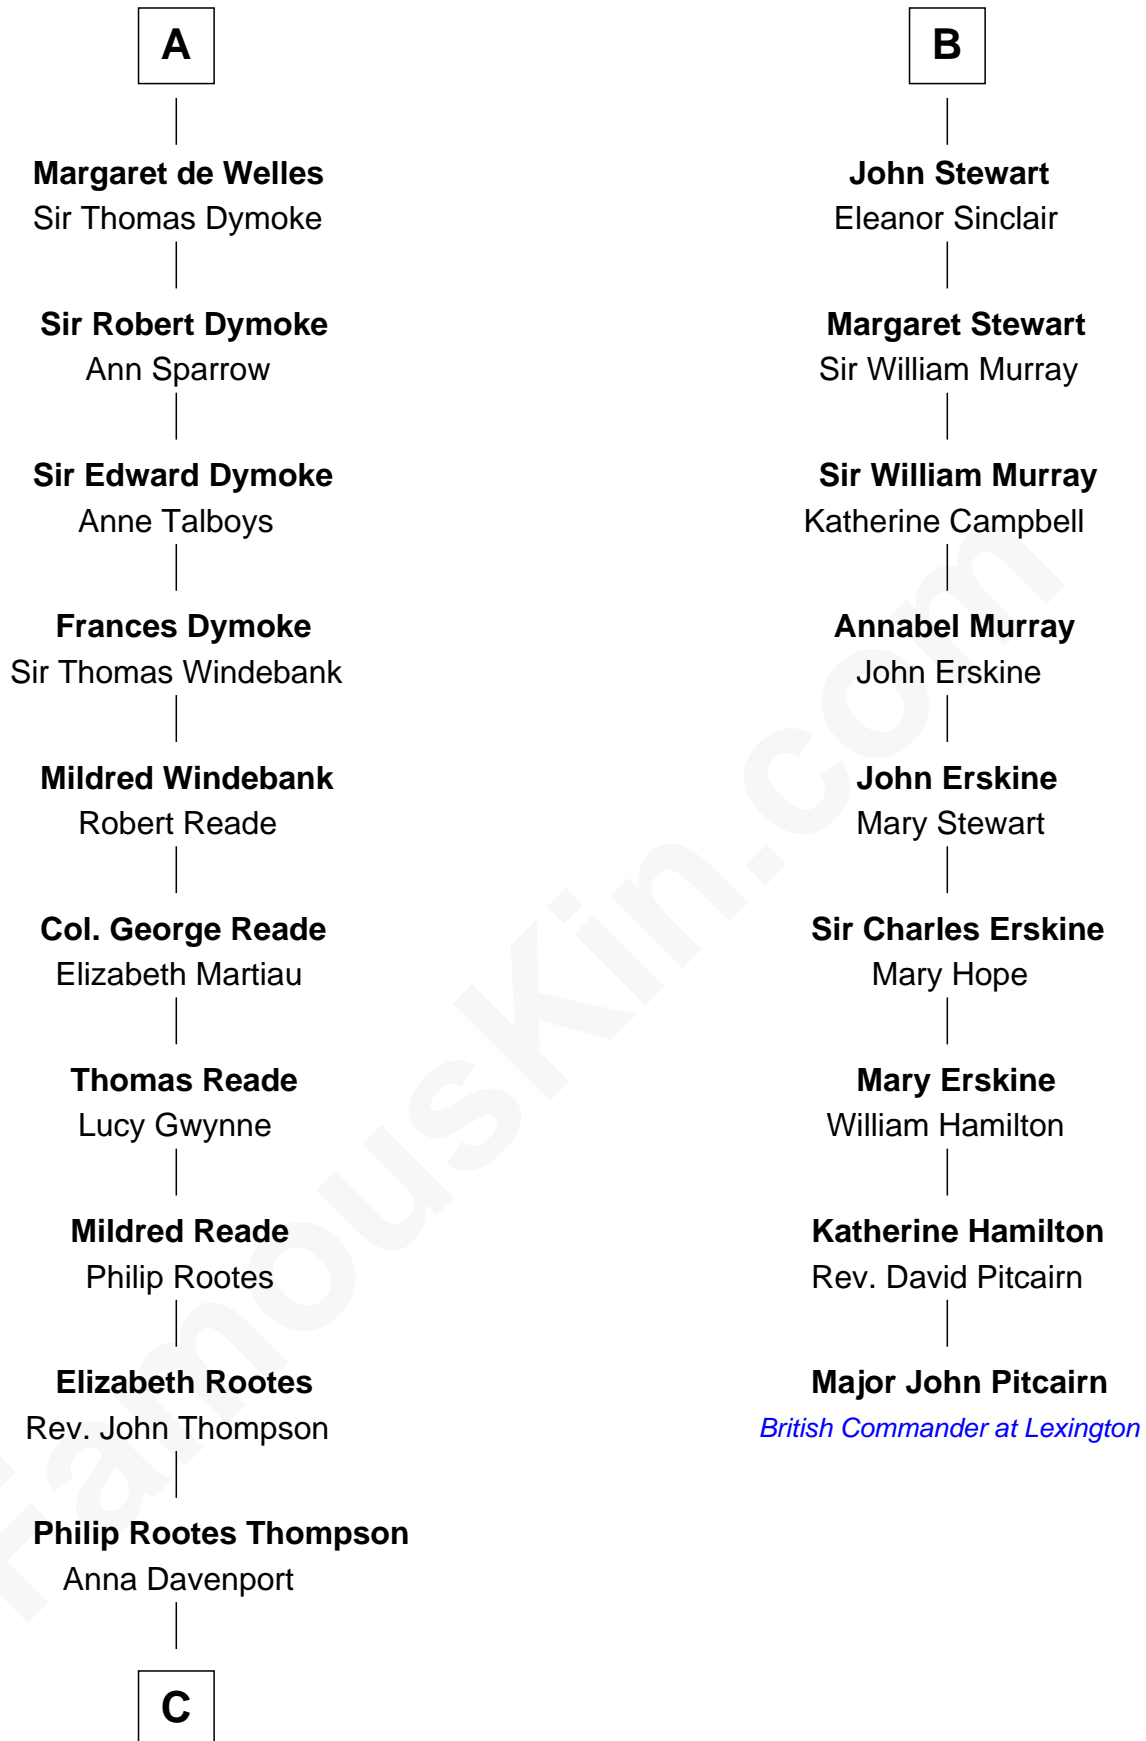 A
Margaret de Welles
Sir Thomas Dymoke
Sir Robert Dymoke
Ann Sparrow
Sir Edward Dymoke
Anne Talboys
Frances Dymoke
Sir Thomas Windebank
Mildred Windebank
Robert Reade
Col. George Reade
Elizabeth Martiau
Thomas Reade
Lucy Gwynne
Mildred Reade
Philip Rootes
Elizabeth Rootes
Rev. John Thompson
Philip Rootes Thompson
Anna Davenport
C
B
John Stewart
Eleanor Sinclair
Margaret Stewart
Sir William Murray
Sir William Murray
Katherine Campbell
Annabel Murray
John Erskine
John Erskine
Mary Stewart
Sir Charles Erskine
Mary Hope
Mary Erskine
William Hamilton
Katherine Hamilton
Rev. David Pitcairn
Major John Pitcairn
British Commander at Lexington
FamousKin.com